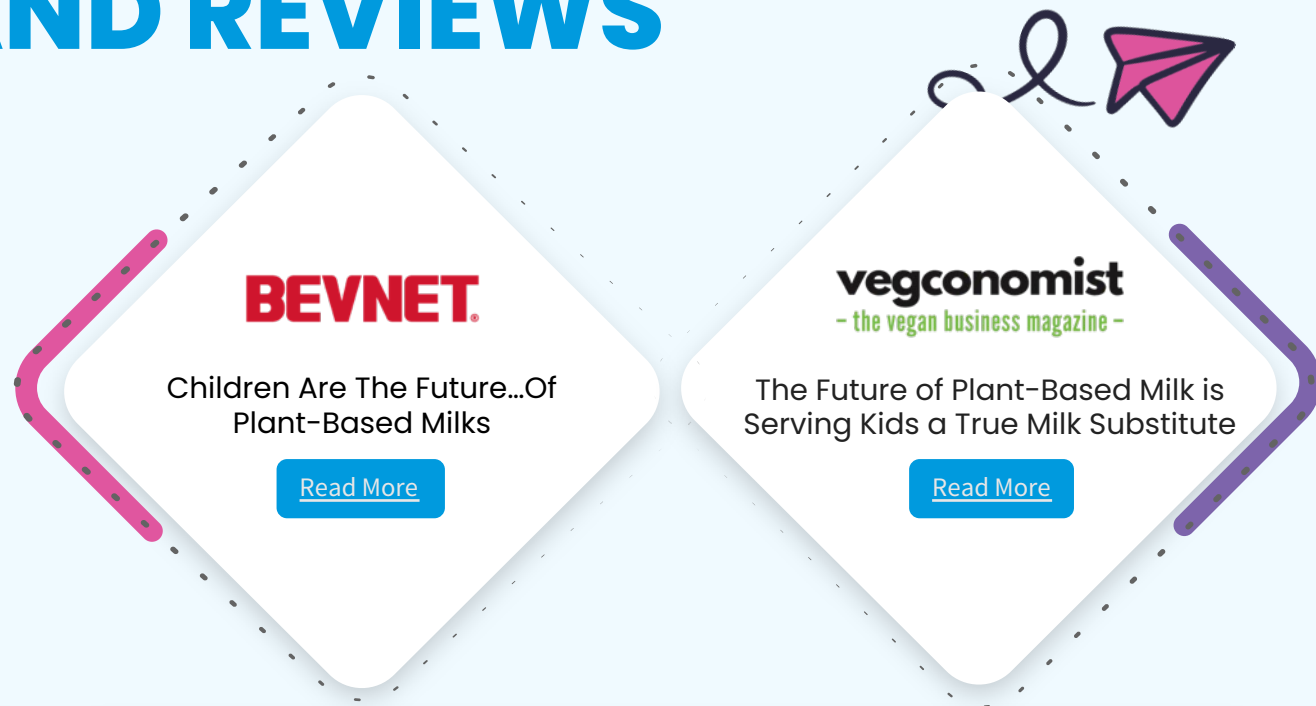 AND REVIEWS
BEVNET.
Children Are The Future...Of
Plant-Based Milks
Read More
vegconomist
– the vegan business magazine –
The Future of Plant-Based Milk is
Serving Kids a True Milk Substitute
Read More